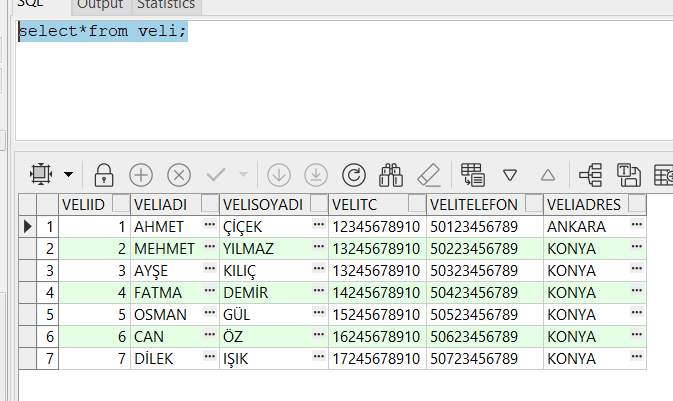 SQL Output Statistics
select*from veli;
VELIID VELIADI VELISOYADI VELITC VELITELEFON VELIADRES
1 1 AHMET ÇİÇEK 12345678910 50123456789 ANKARA
2 2 MEHMET YILMAZ 13245678910 50223456789 KONYA
3 3 AYŞE KILIÇ 13245678910 50323456789 KONYA
4 4 FATMA DEMİR 14245678910 50423456789 KONYA
5 5 OSMAN GÜL 15245678910 50523456789 KONYA
6 6 CAN ÖZ 16245678910 50623456789 KONYA
7 7 DİLEK IŞIK 17245678910 50723456789 KONYA